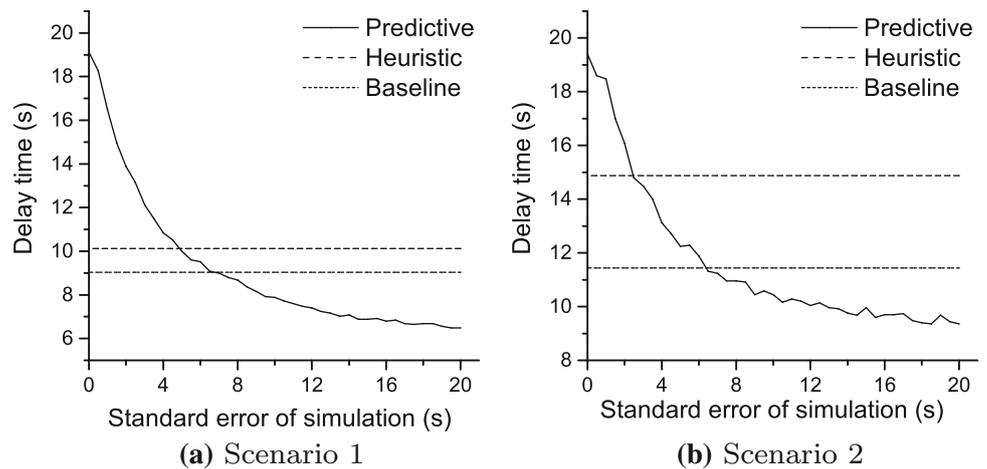 20
18
16
14
12
10
8
6
Delay time (s)
Predictive
Heuristic
Baseline
0 4 8 12 16 20
Standard error of simulation (s)
(a) Scenario 1
20
18
16
14
12
10
8
Delay time (s)
Predictive
Heuristic
Baseline
0 4 8 12 16 20
Standard error of simulation (s)
(b) Scenario 2